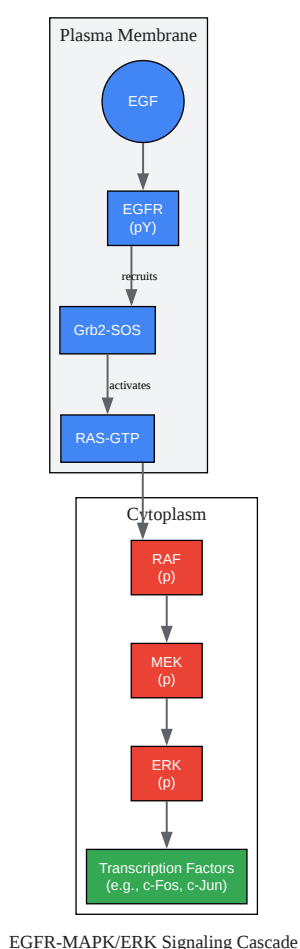 Plasma Membrane
EGF
EGFR
(pY)
recruits
Grb2-SOS
activates
RAS-GTP
Cytoplasm
RAF
(p)
MEK
(p)
ERK
(p)
Transcription Factors
(e.g., c-Fos, c-Jun)
EGFR-MAPK/ERK Signaling Cascade